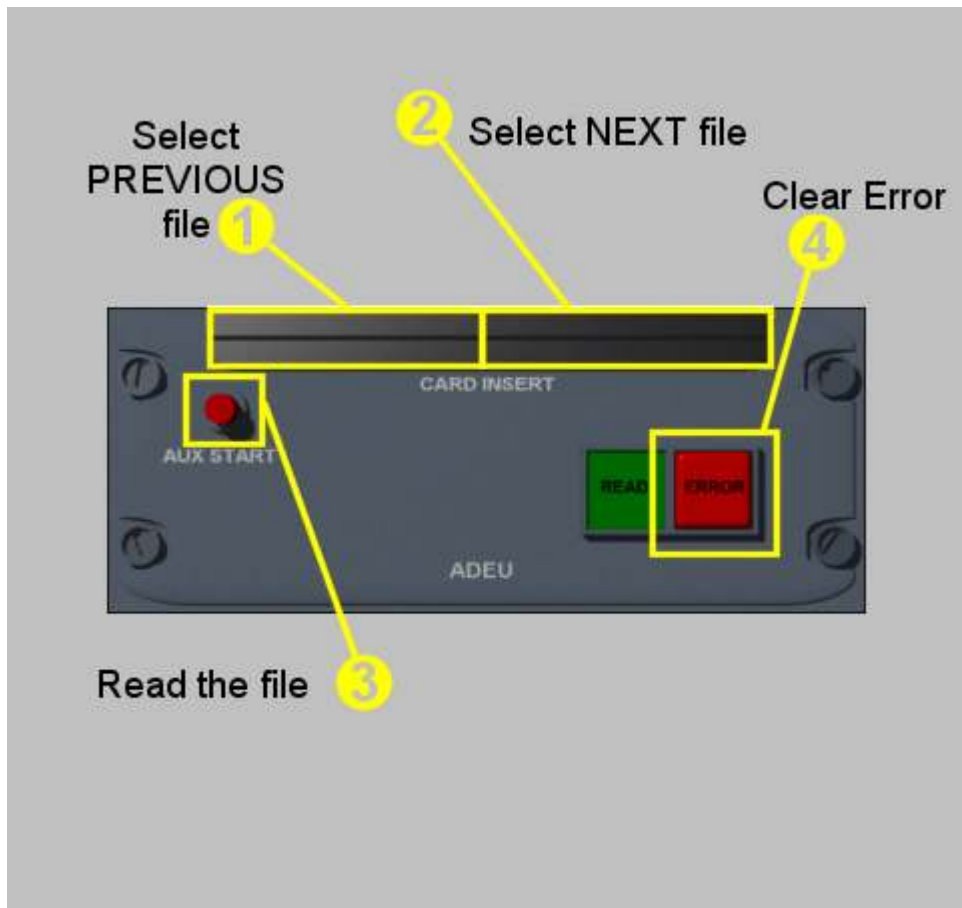 2
Select NEXT file
Select
PREVIOUS
file 1
Clear Error
4
CARD INSERT
AUX START
READ
ERROR
ADEU
Read the file 3